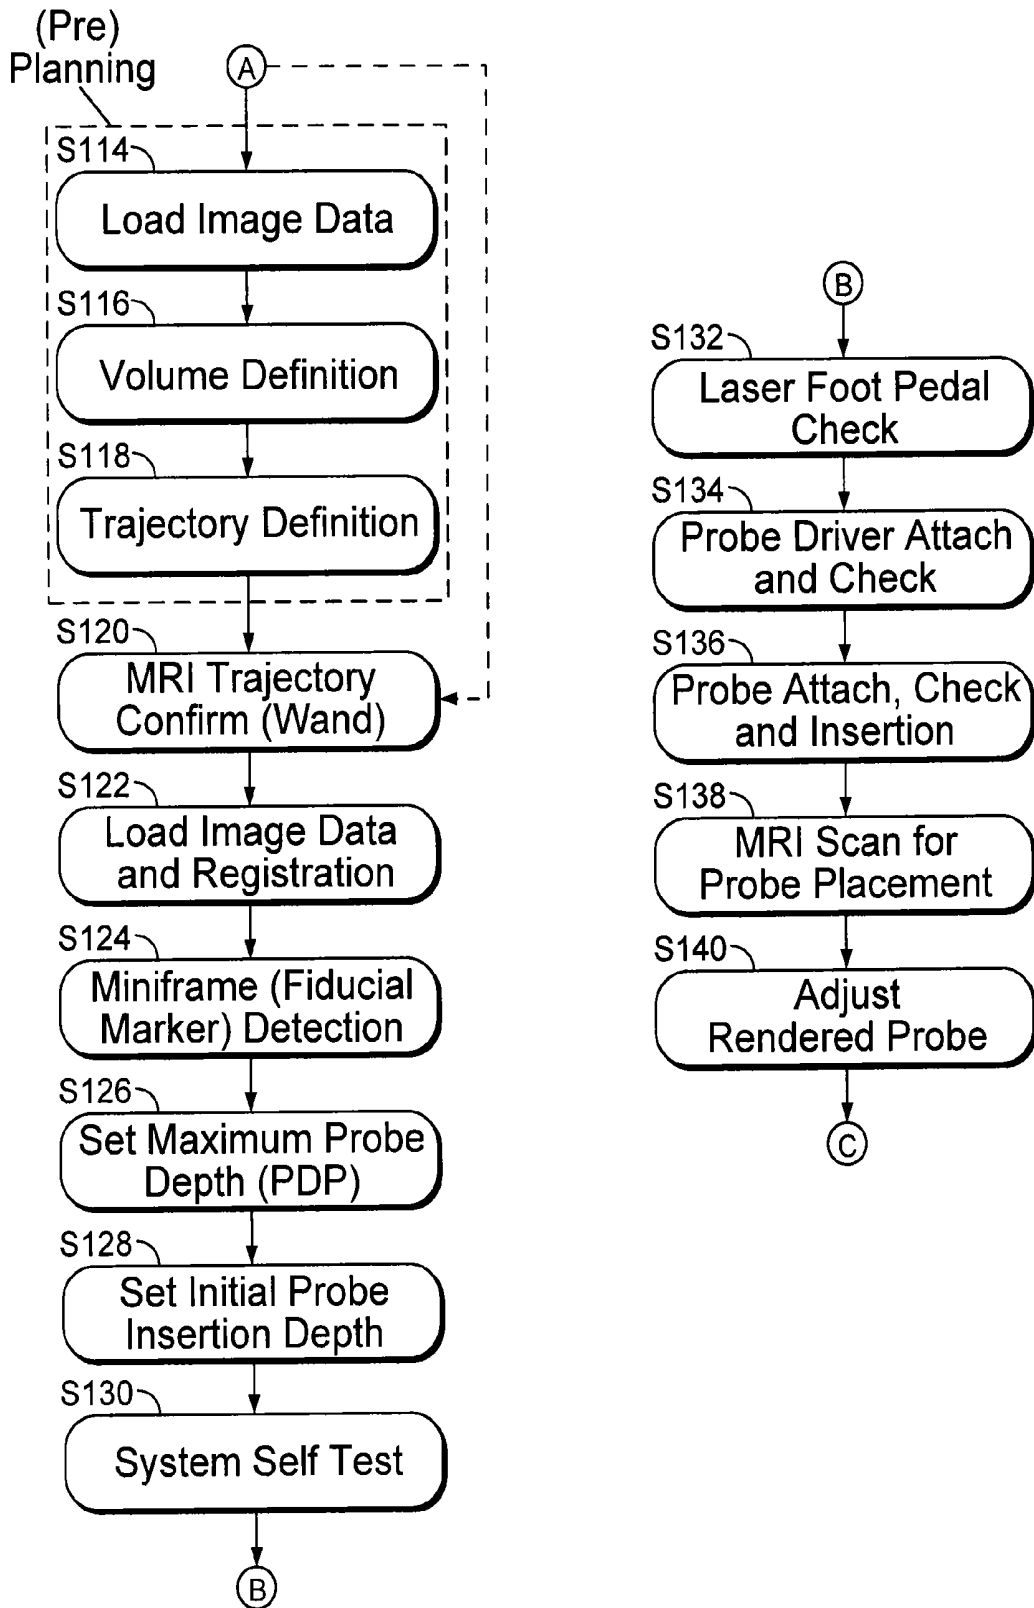 (Pre)
Planning
A
S114
Load Image Data
S116
Volume Definition
S118
Trajectory Definition
S120
MRI Trajectory
Confirm (Wand)
S122
Load Image Data
and Registration
S124
Miniframe (Fiducial
Marker) Detection
S126
Set Maximum Probe
Depth (PDP)
S128
Set Initial Probe
Insertion Depth
S130
System Self Test
B
B
S132
Laser Foot Pedal
Check
S134
Probe Driver Attach
and Check
S136
Probe Attach, Check
and Insertion
S138
MRI Scan for
Probe Placement
S140
Adjust
Rendered Probe
C